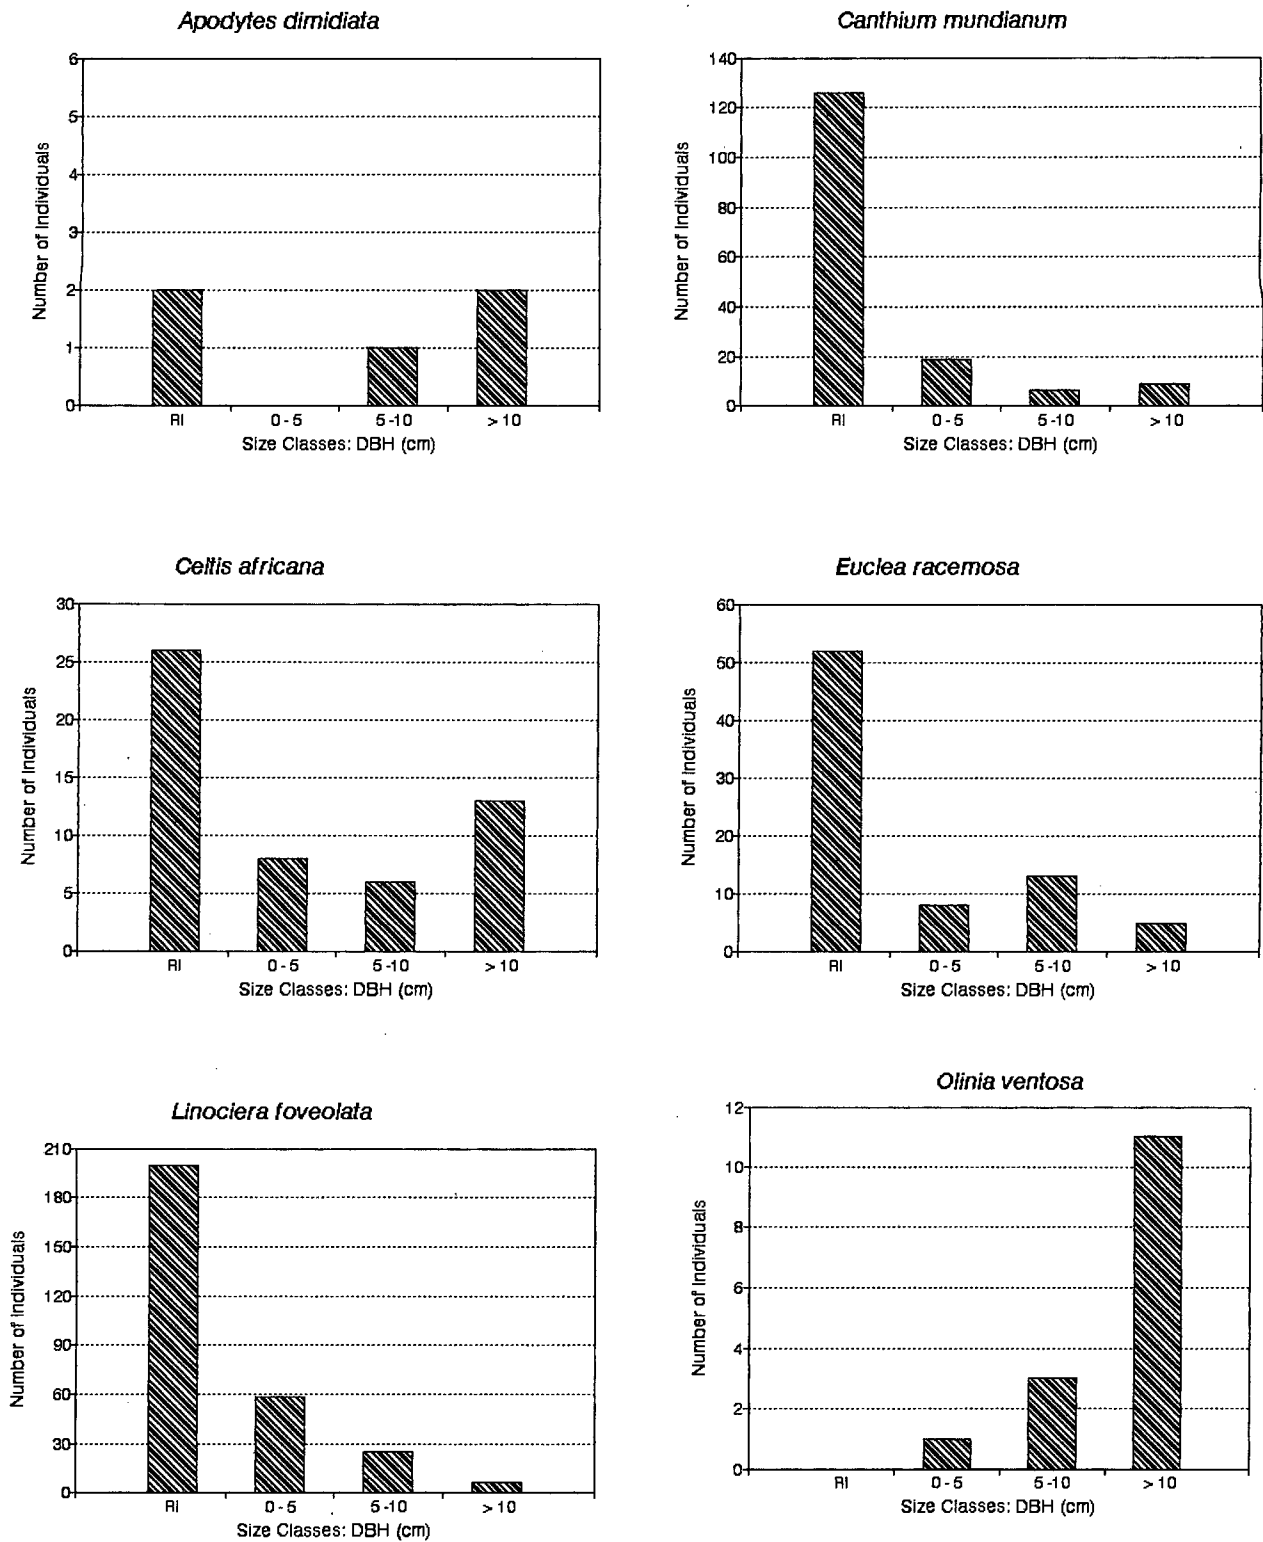 Apodytes dimidiata
6
5
4
3
2
1
0
Number of Individuals
RI 0-5 5-10 >10
Size Classes: DBH (cm)
Canthium mundianum
140
120
100
80
60
40
20
0
Number of Individuals
RI 0-5 5-10 >10
Size Classes: DBH (cm)
Celtis africana
30
25
20
15
10
5
0
Number of Individuals
RI 0-5 5-10 >10
Size Classes: DBH (cm)
Euclea racemosa
60
50
40
30
20
10
0
Number of Individuals
RI 0-5 5-10 >10
Size Classes: DBH (cm)
Linociera foveolata
210
180
150
120
90
60
30
0
Number of Individuals
RI 0-5 5-10 >10
Size Classes: DBH (cm)
Olinia ventosa
12
10
8
6
4
2
0
Number of Individuals
RI 0-5 5-10 >10
Size Classes: DBH (cm)